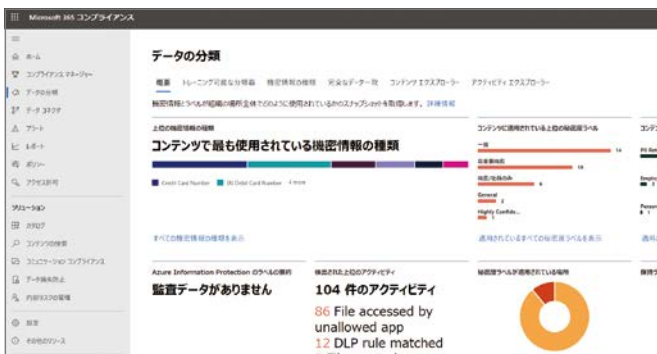 Microsoft 365 コンプライアンス
ホーム
コンプライアンス マネージャー
データの分類
データ コネクタ
アラート
レポート
ポリシー
アクセス許可
ソリューション
カタログ
コンテンツの検索
コミュニケーション コンプライアンス
データ損失防止
内部リスクの管理
設定
その他のリソース
データの分類
概要 トレーニング可能な分類器 機密情報の種類 完全なデータ一致 コンテンツ エクスプローラー アクティビティ エクスプローラー
機密情報とラベルが組織の場所全体でどのように使用されているかのスナップショットを取得します。 詳細情報
上位の機密情報の種類
コンテンツで最も使用されている機密情報の種類
Credit Card Number EU Debit Card Number 4 more
すべての機密情報の種類を表示
コンテンツに適用されている上位の秘密度ラベル
一般 14
10
6
General 2
Highly Confide...
適用されているすべての秘密度ラベルを表示
Azure Information Protection のラベルの要約
監査データがありません
検出された上位のアクティビティ
104 件のアクティビティ
86 File accessed by
unallowed app
12 DLP rule matched
秘密度ラベルが適用されている場所